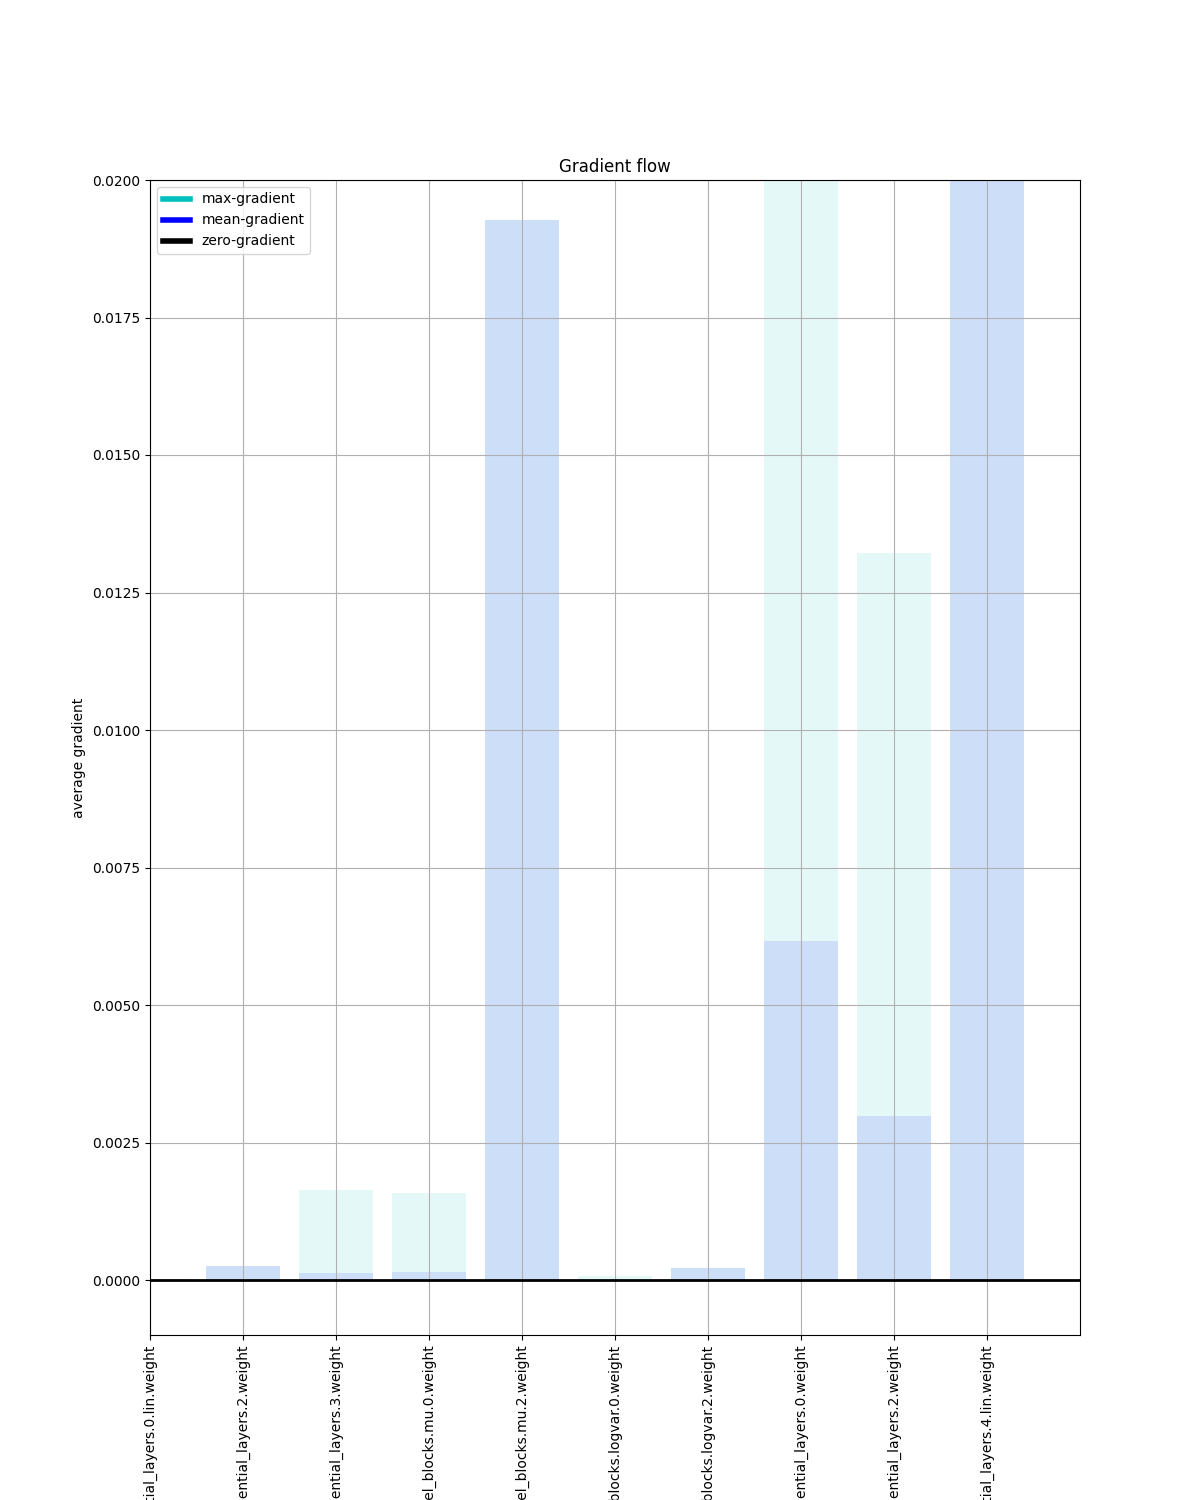 Gradient flow
max-gradient
mean-gradient
zero-gradient
0.0200
0.0175
0.0150
0.0125
0.0100
0.0075
0.0050
0.0025
0.0000
average gradient
tial_layers.0.lin.weight
ential_layers.2.weight
ential_layers.3.weight
el_blocks.mu.0.weight
el_blocks.mu.2.weight
blocks.logvar.0.weight
blocks.logvar.2.weight
ential_layers.0.weight
ential_layers.2.weight
tial_layers.4.lin.weight